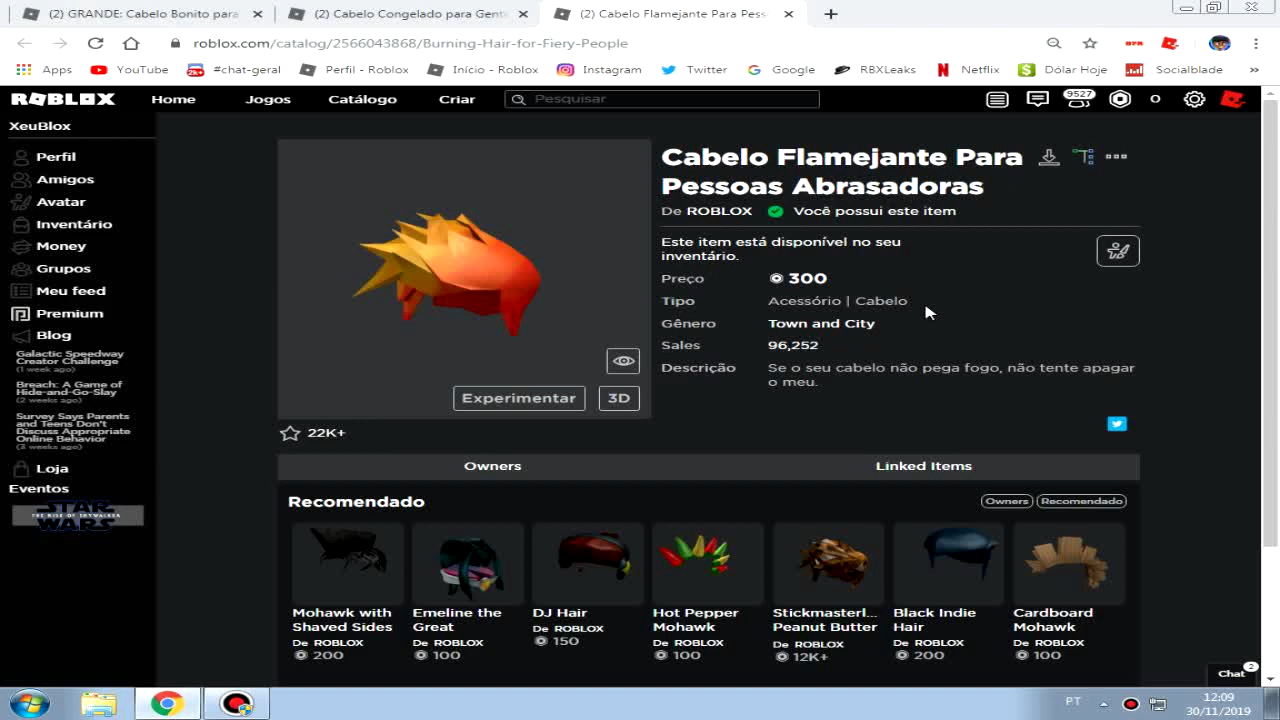 (2) GRANDE: Cabelo Bonito para
(2) Cabelo Congelado para Gent
(2) Cabelo Flamejante Para Pess
roblox.com/catalog/2566043868/Burning-Hair-for-Fiery-People
Apps YouTube #chat-geral Perfil - Roblox Início - Roblox Instagram Twitter Google RBXLeaks Netflix Dólar Hoje Socialblade »
ROBLOX Home Jogos Catálogo Criar Pesquisar 9527 0
XeuBlox
Perfil
Amigos
Avatar
Inventário
Money
Grupos
Meu feed
Premium
Blog
Galactic Speedway
Creator Challenge
(1 week ago)
Breach: A Game of
Hide-and-Go-Slay
(2 weeks ago)
Survey Says Parents
and Teens Don't
Discuss Appropriate
Online Behavior
(3 weeks ago)
Loja
Eventos
STAR
THE RISE OF SKYWALKER
WARS
Experimentar 3D
22K+
Cabelo Flamejante Para
Pessoas Abrasadoras
De ROBLOX Você possui este item
Este item está disponível no seu
inventário.
Preço 300
Tipo Acessório | Cabelo
Gênero Town and City
Sales 96,252
Descrição Se o seu cabelo não pega fogo, não tente apagar
o meu.
Owners Linked Items
Recomendado Owners Recomendado
Mohawk with
Shaved Sides
De ROBLOX
200
Emeline the
Great
De ROBLOX
100
DJ Hair
De ROBLOX
150
Hot Pepper
Mohawk
De ROBLOX
100
Stickmasterl...
Peanut Butter
De ROBLOX
12K+
Black Indie
Hair
De ROBLOX
200
Cardboard
Mohawk
De ROBLOX
100
Chat 2
PT
12:09
30/11/2019